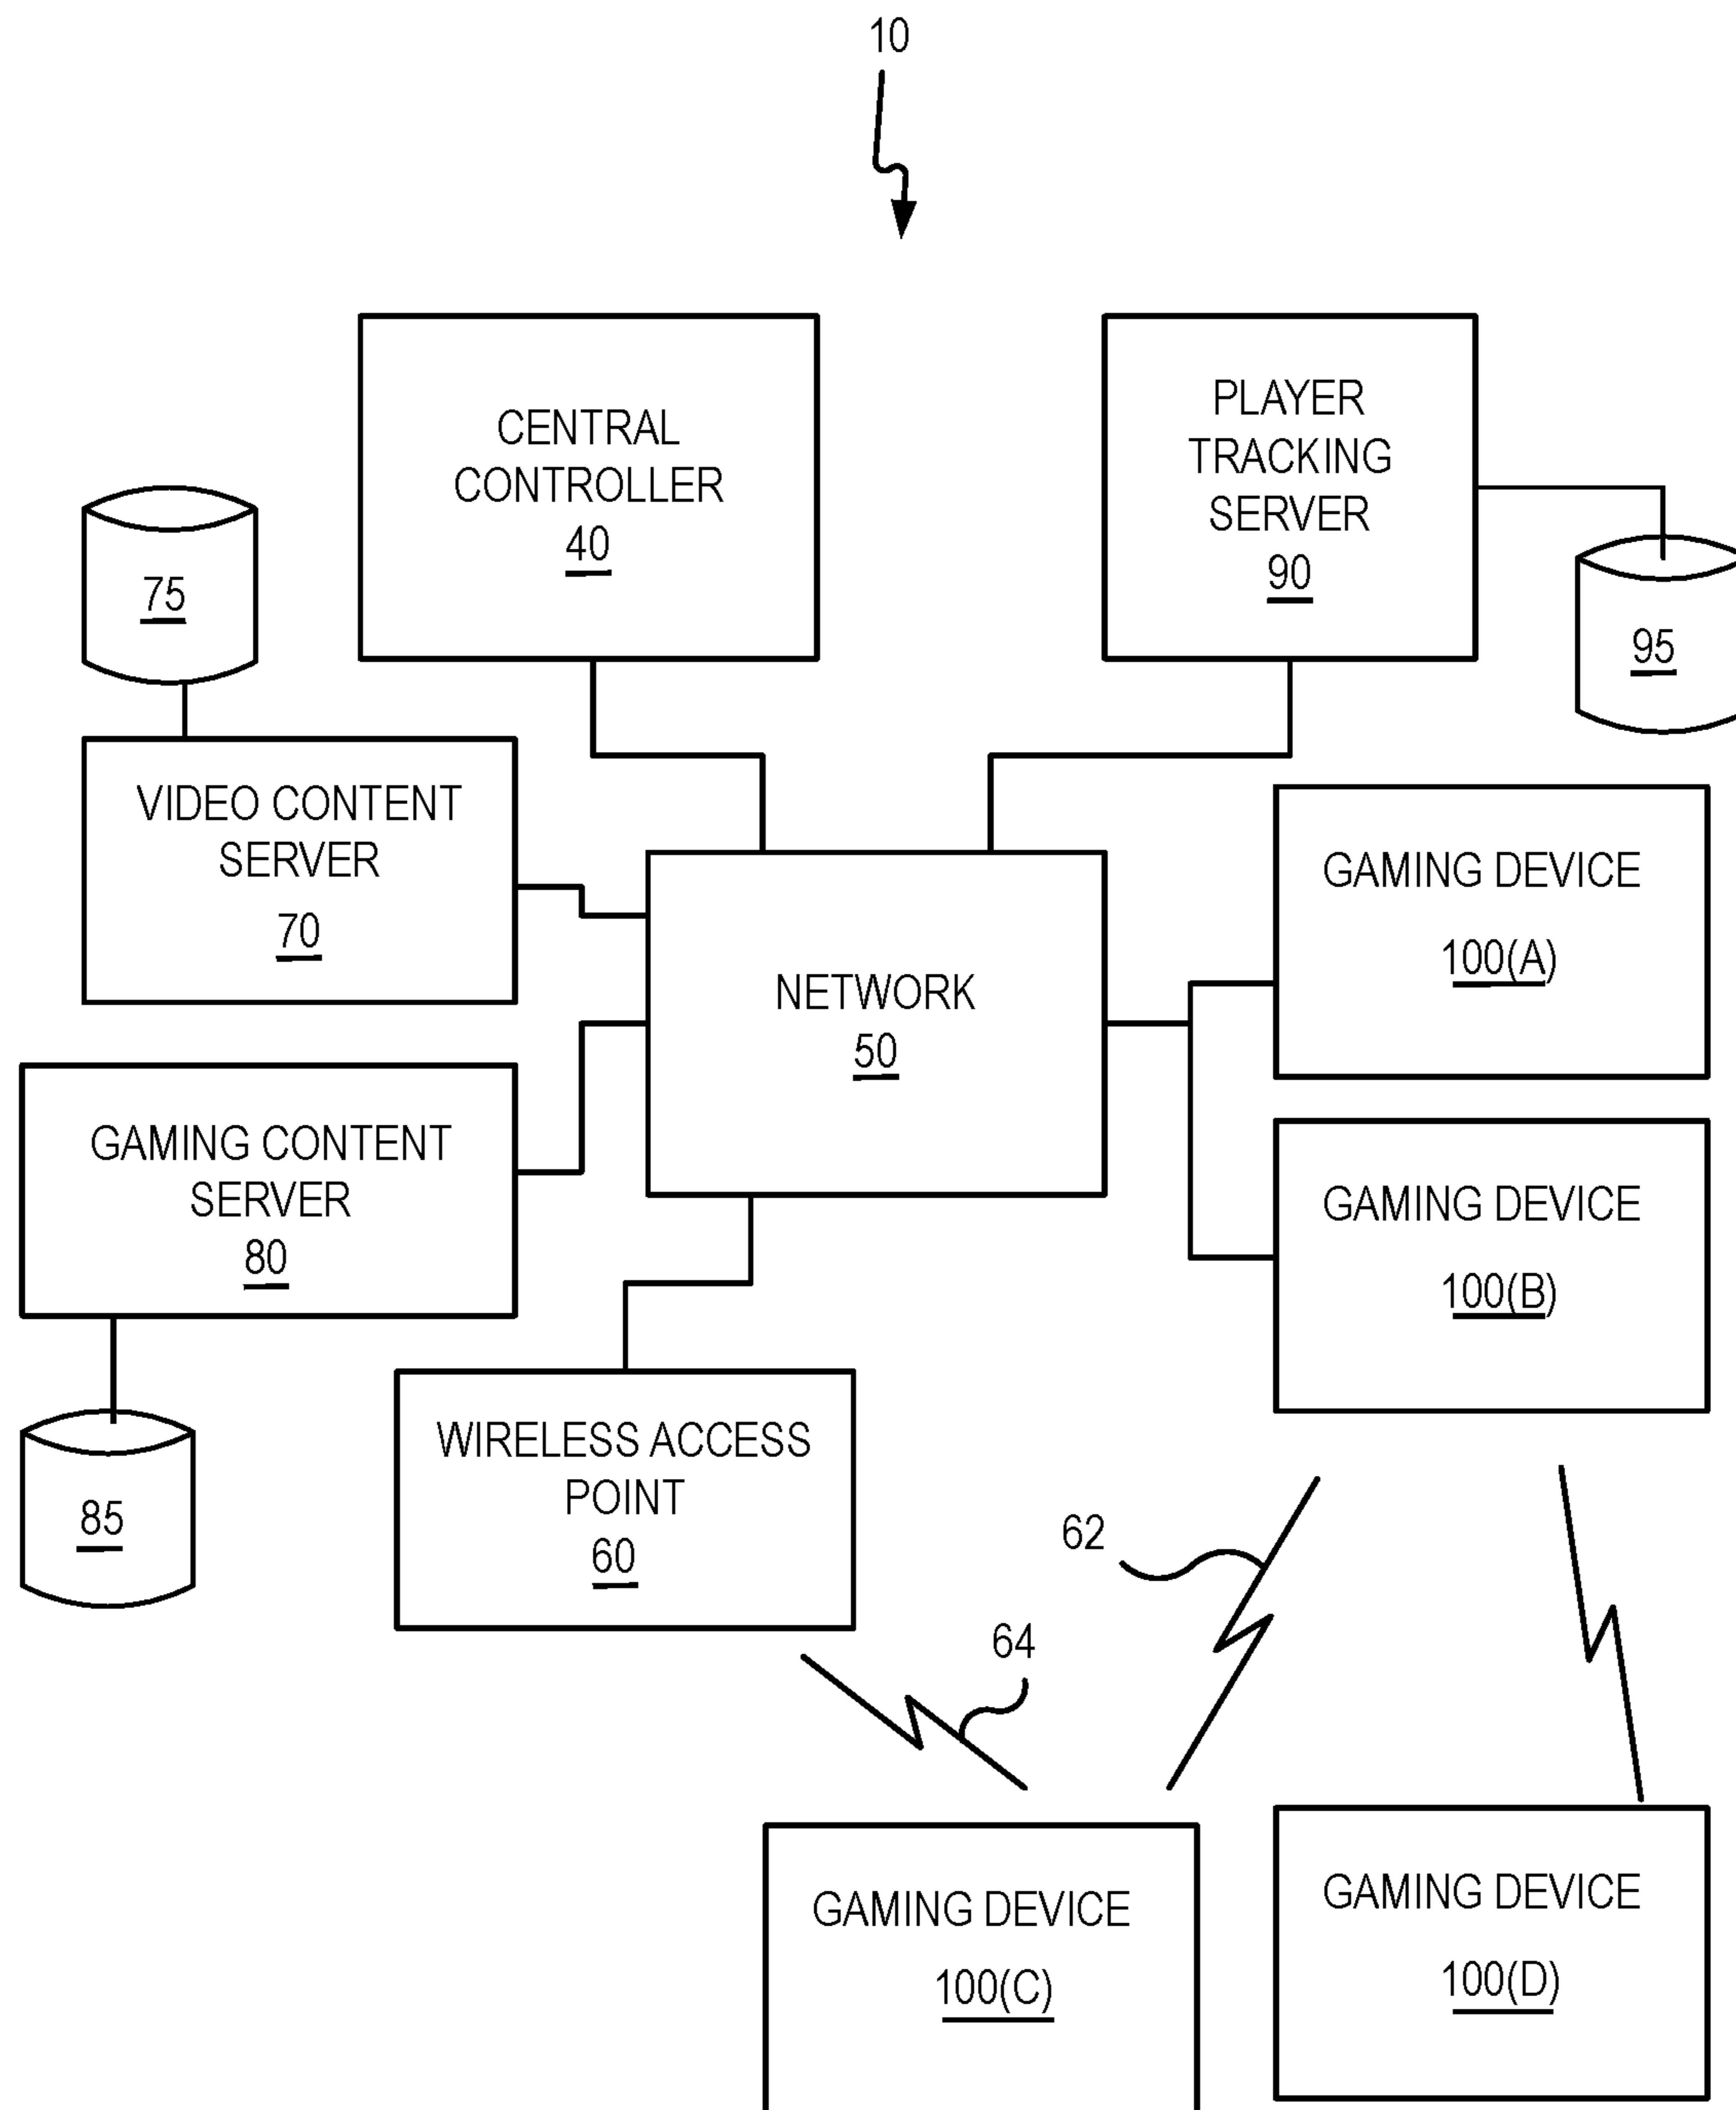 10
CENTRAL
CONTROLLER
40
PLAYER
TRACKING
SERVER
90
75
95
VIDEO CONTENT
SERVER
70
GAMING DEVICE
100(A)
NETWORK
50
GAMING CONTENT
SERVER
80
GAMING DEVICE
100(B)
WIRELESS ACCESS
POINT
60
85
62
64
GAMING DEVICE
100(C)
GAMING DEVICE
100(D)